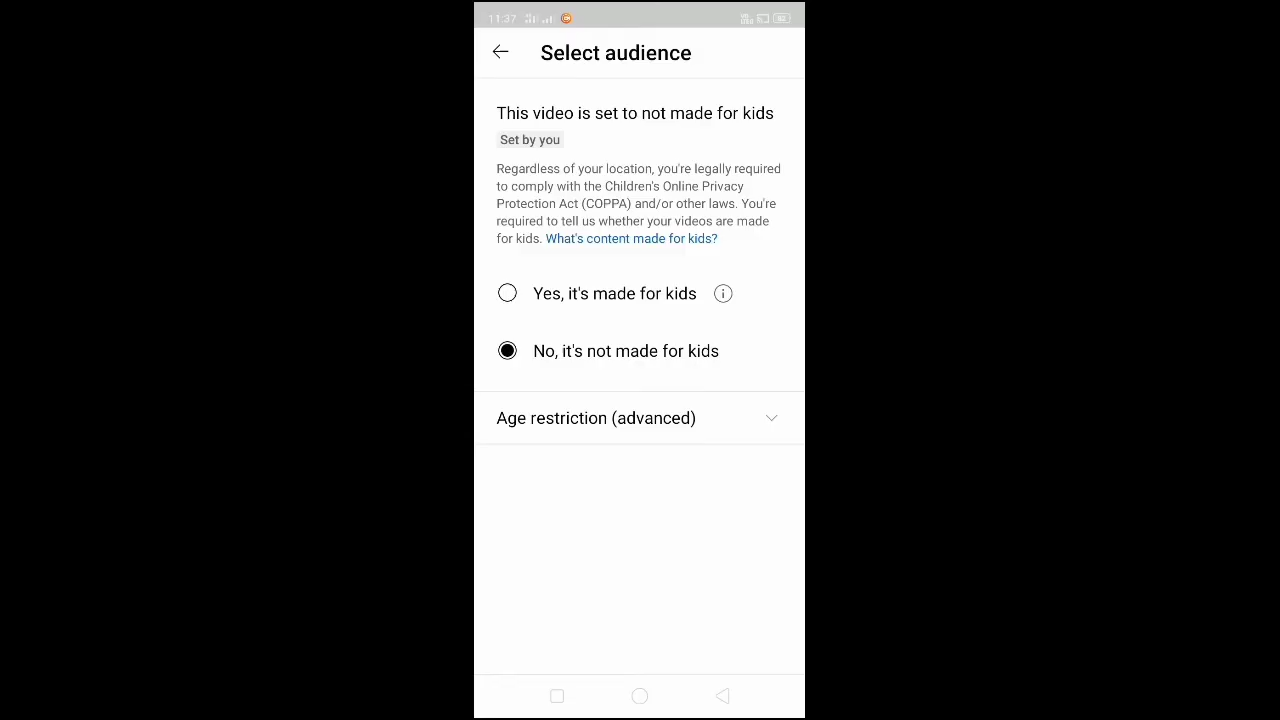 11:37
Select audience
This video is set to not made for kids
Set by you
Regardless of your location, you're legally required
to comply with the Children's Online Privacy
Protection Act (COPPA) and/or other laws. You're
required to tell us whether your videos are made
for kids. What's content made for kids?
Yes, it's made for kids
No, it's not made for kids
Age restriction (advanced)